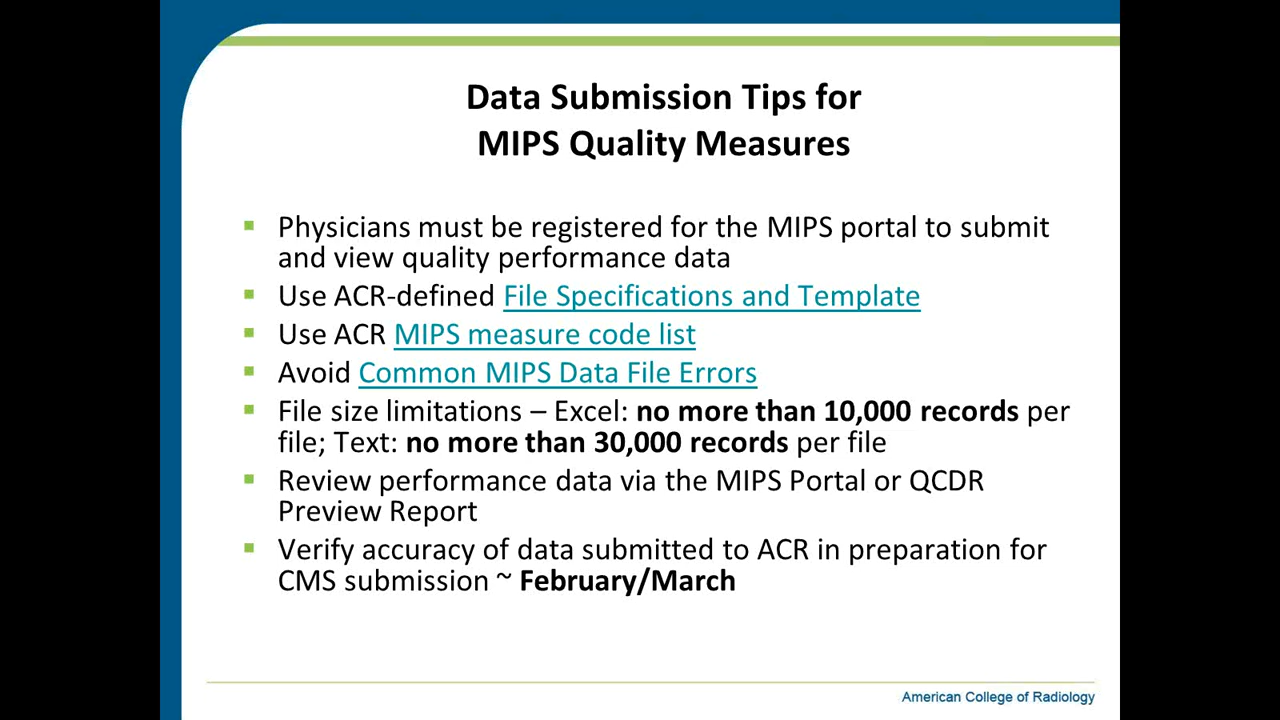 Data Submission Tips for
MIPS Quality Measures
Physicians must be registered for the MIPS portal to submit
and view quality performance data
Use ACR-defined File Specifications and Template
Use ACR MIPS measure code list
Avoid Common MIPS Data File Errors
File size limitations – Excel: no more than 10,000 records per
file; Text: no more than 30,000 records per file
Review performance data via the MIPS Portal or QCDR
Preview Report
Verify accuracy of data submitted to ACR in preparation for
CMS submission ~ February/March
American College of Radiology